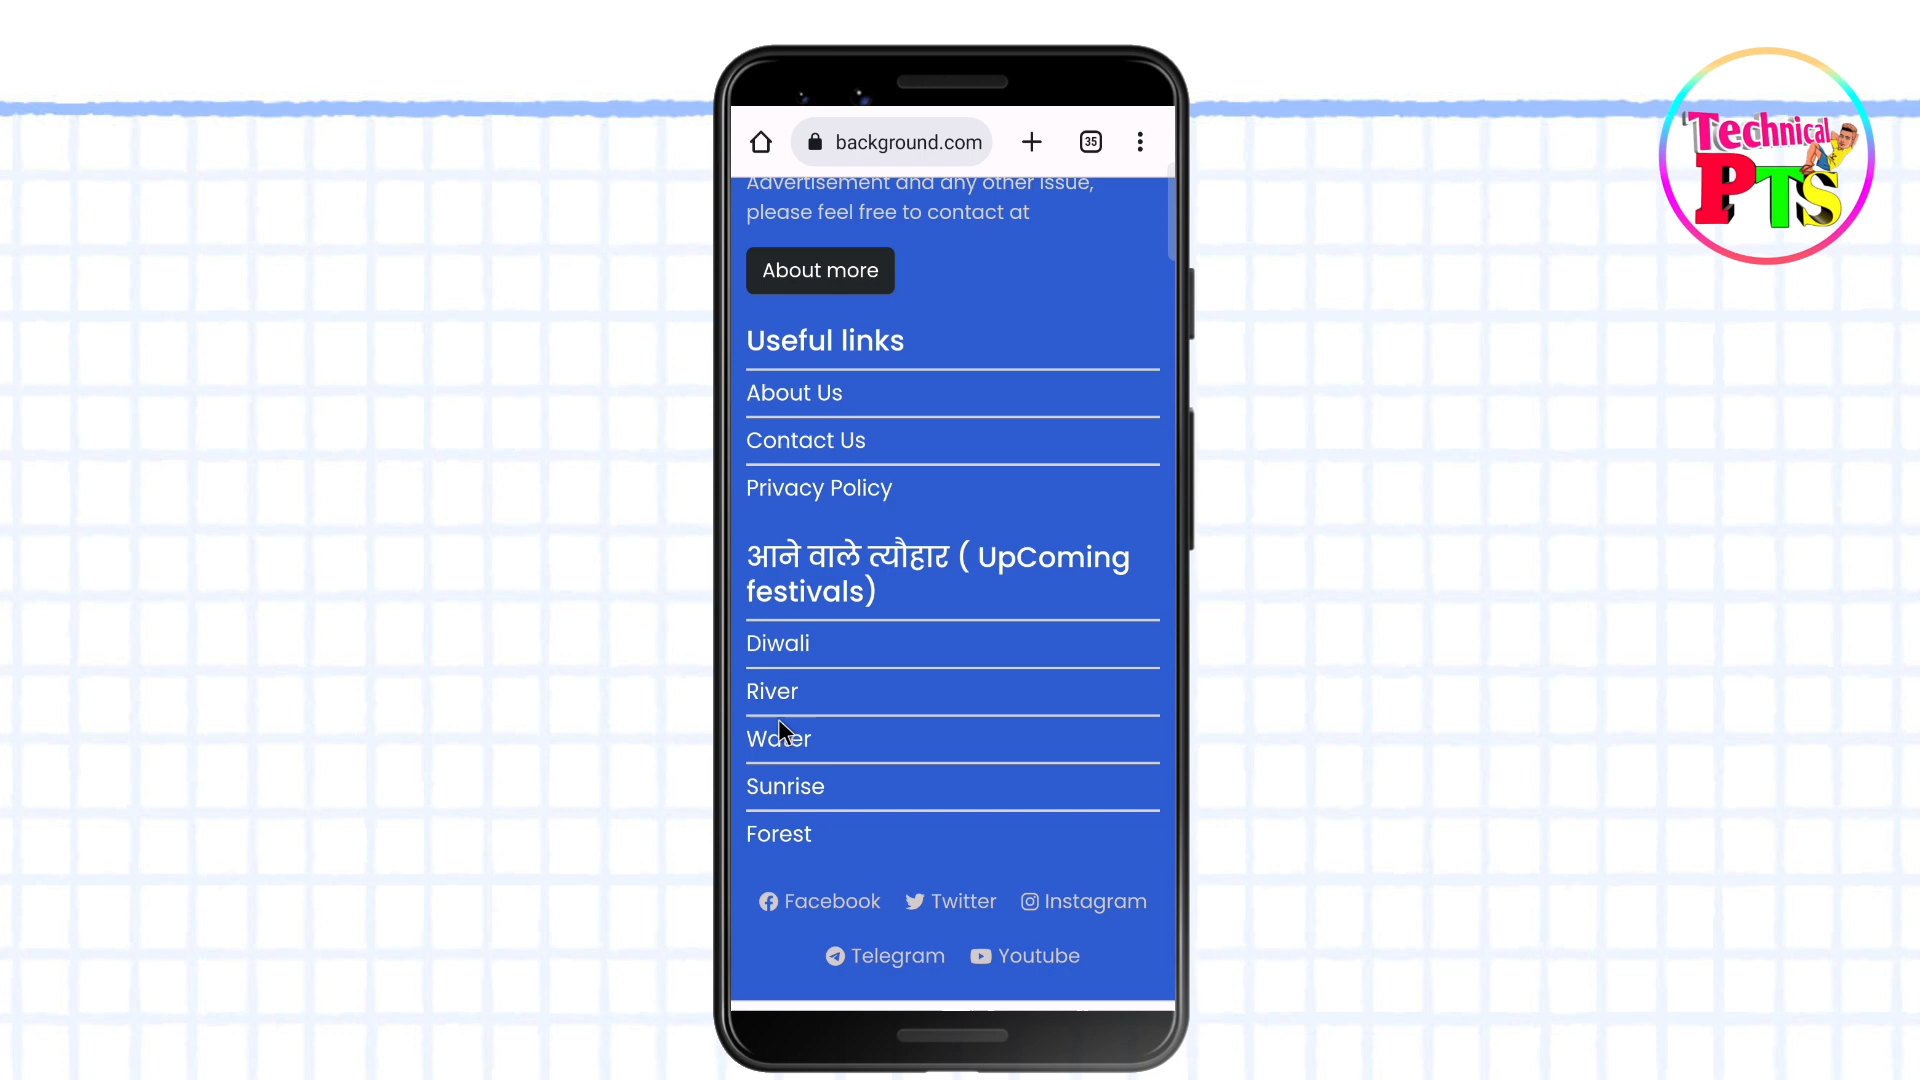 background.com
35
Advertisement and any other issue,
please feel free to contact at
About more
Useful links
About Us
Contact Us
Privacy Policy
आने वाले त्यौहार ( UpComing
festivals)
Diwali
River
Water
Sunrise
Forest
Facebook Twitter Instagram
Telegram Youtube
Technical
PTS